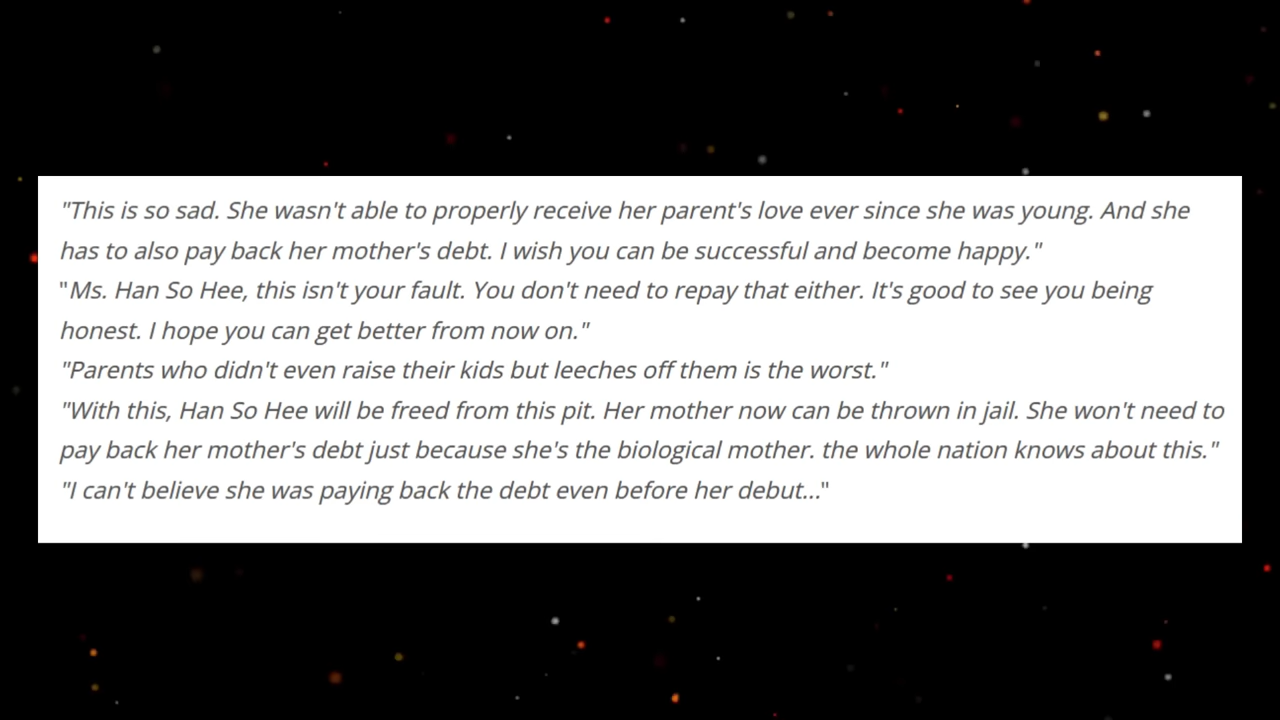 "This is so sad. She wasn't able to properly receive her parent's love ever since she was young. And she
has to also pay back her mother's debt. I wish you can be successful and become happy."
"Ms. Han So Hee, this isn't your fault. You don't need to repay that either. It's good to see you being
honest. I hope you can get better from now on."
"Parents who didn't even raise their kids but leeches off them is the worst."
"With this, Han So Hee will be freed from this pit. Her mother now can be thrown in jail. She won't need to
pay back her mother's debt just because she's the biological mother. the whole nation knows about this."
"I can't believe she was paying back the debt even before her debut..."